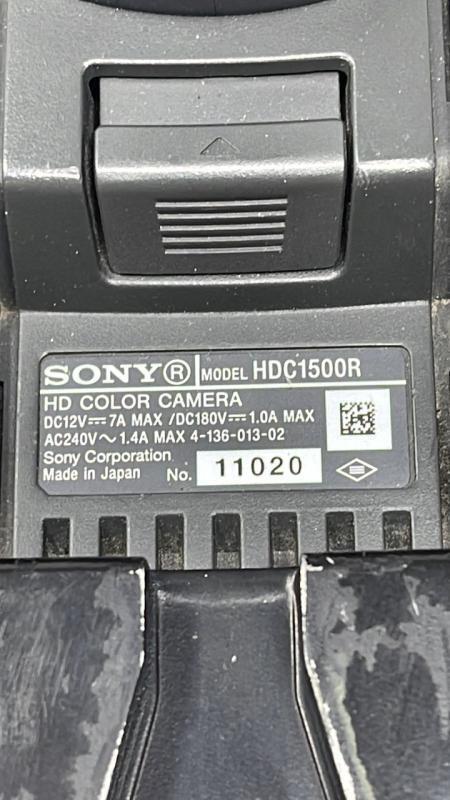 SONY® MODEL HDC1500R
HD COLOR CAMERA
DC12V⎓7A MAX /DC180V⎓1.0A MAX
AC240V∿1.4A MAX 4-136-013-02
Sony Corporation
Made in Japan No. 11020